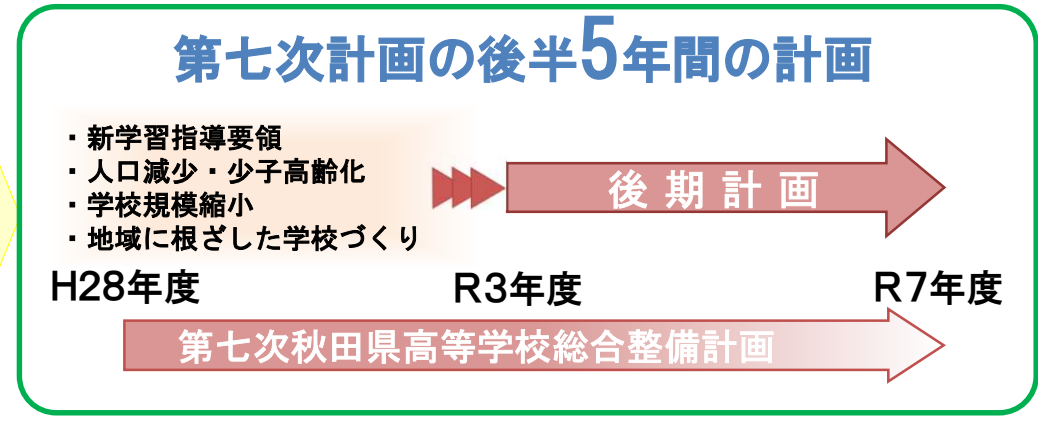 第七次計画の後半5年間の計画
・新学習指導要領
・人口減少・少子高齢化
・学校規模縮小
・地域に根ざした学校づくり
後期計画
H28年度
R3年度
R7年度
第七次秋田県高等学校総合整備計画